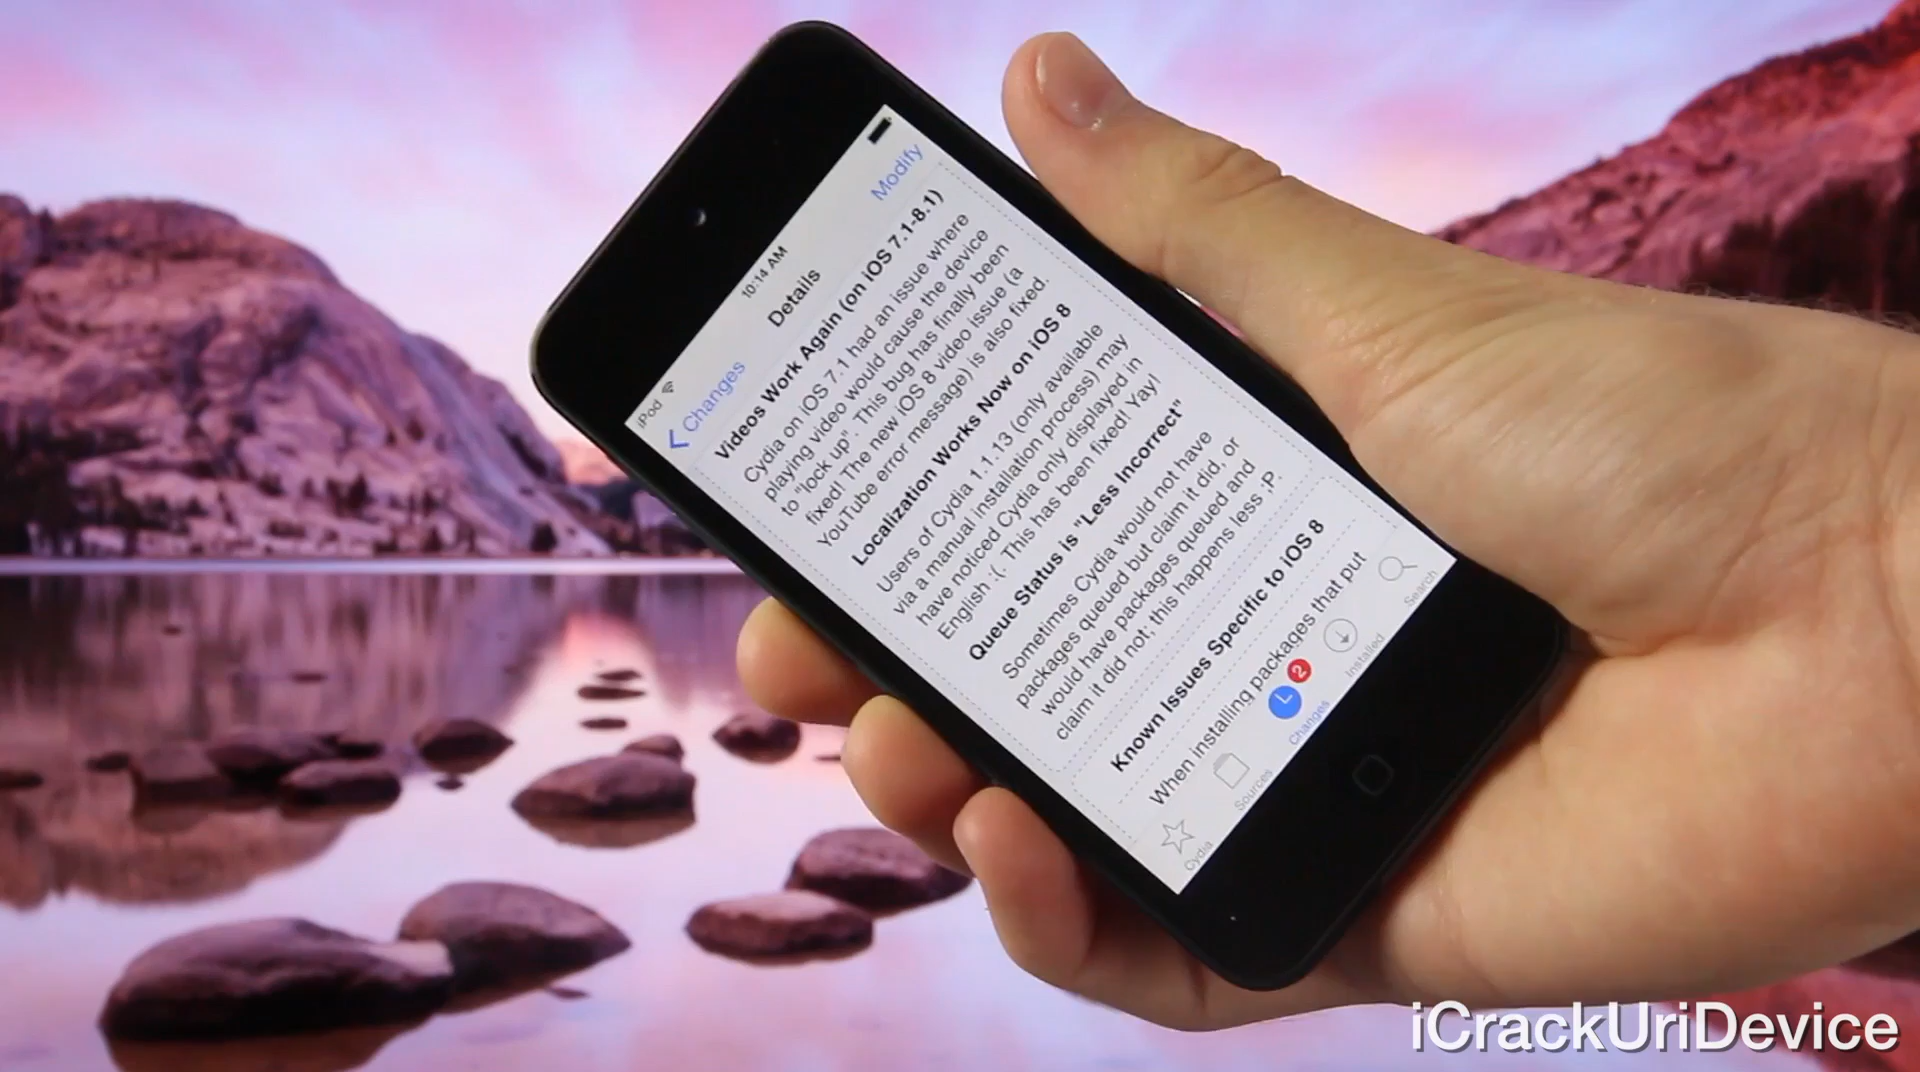 iPod
10:14 AM
Changes
Details
Modify
Videos Work Again (on iOS 7.1-8.1)
Cydia on iOS 7.1 had an issue where
playing video would cause the device
to "lock up". This bug has finally been
fixed! The new iOS 8 video issue (a
YouTube error message) is also fixed.
Localization Works Now on iOS 8
Users of Cydia 1.1.13 (only available
via a manual installation process) may
have noticed Cydia only displayed in
English :(. This has been fixed! Yay!
Queue Status is "Less Incorrect"
Sometimes Cydia would not have
packages queued but claim it did, or
would have packages queued and
claim it did not; this happens less ;P.
Known Issues Specific to iOS 8
When installing packages that put
2
Cydia
Sources
Changes
Installed
Search
iCrackUriDevice